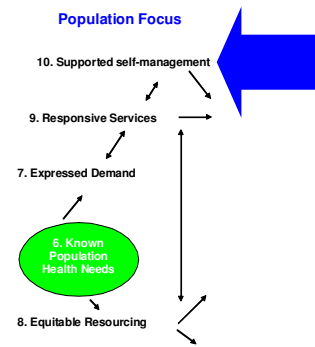 Population Focus
10. Supported self-management
9. Responsive Services
7. Expressed Demand
6. Known
Population
Health Needs
8. Equitable Resourcing